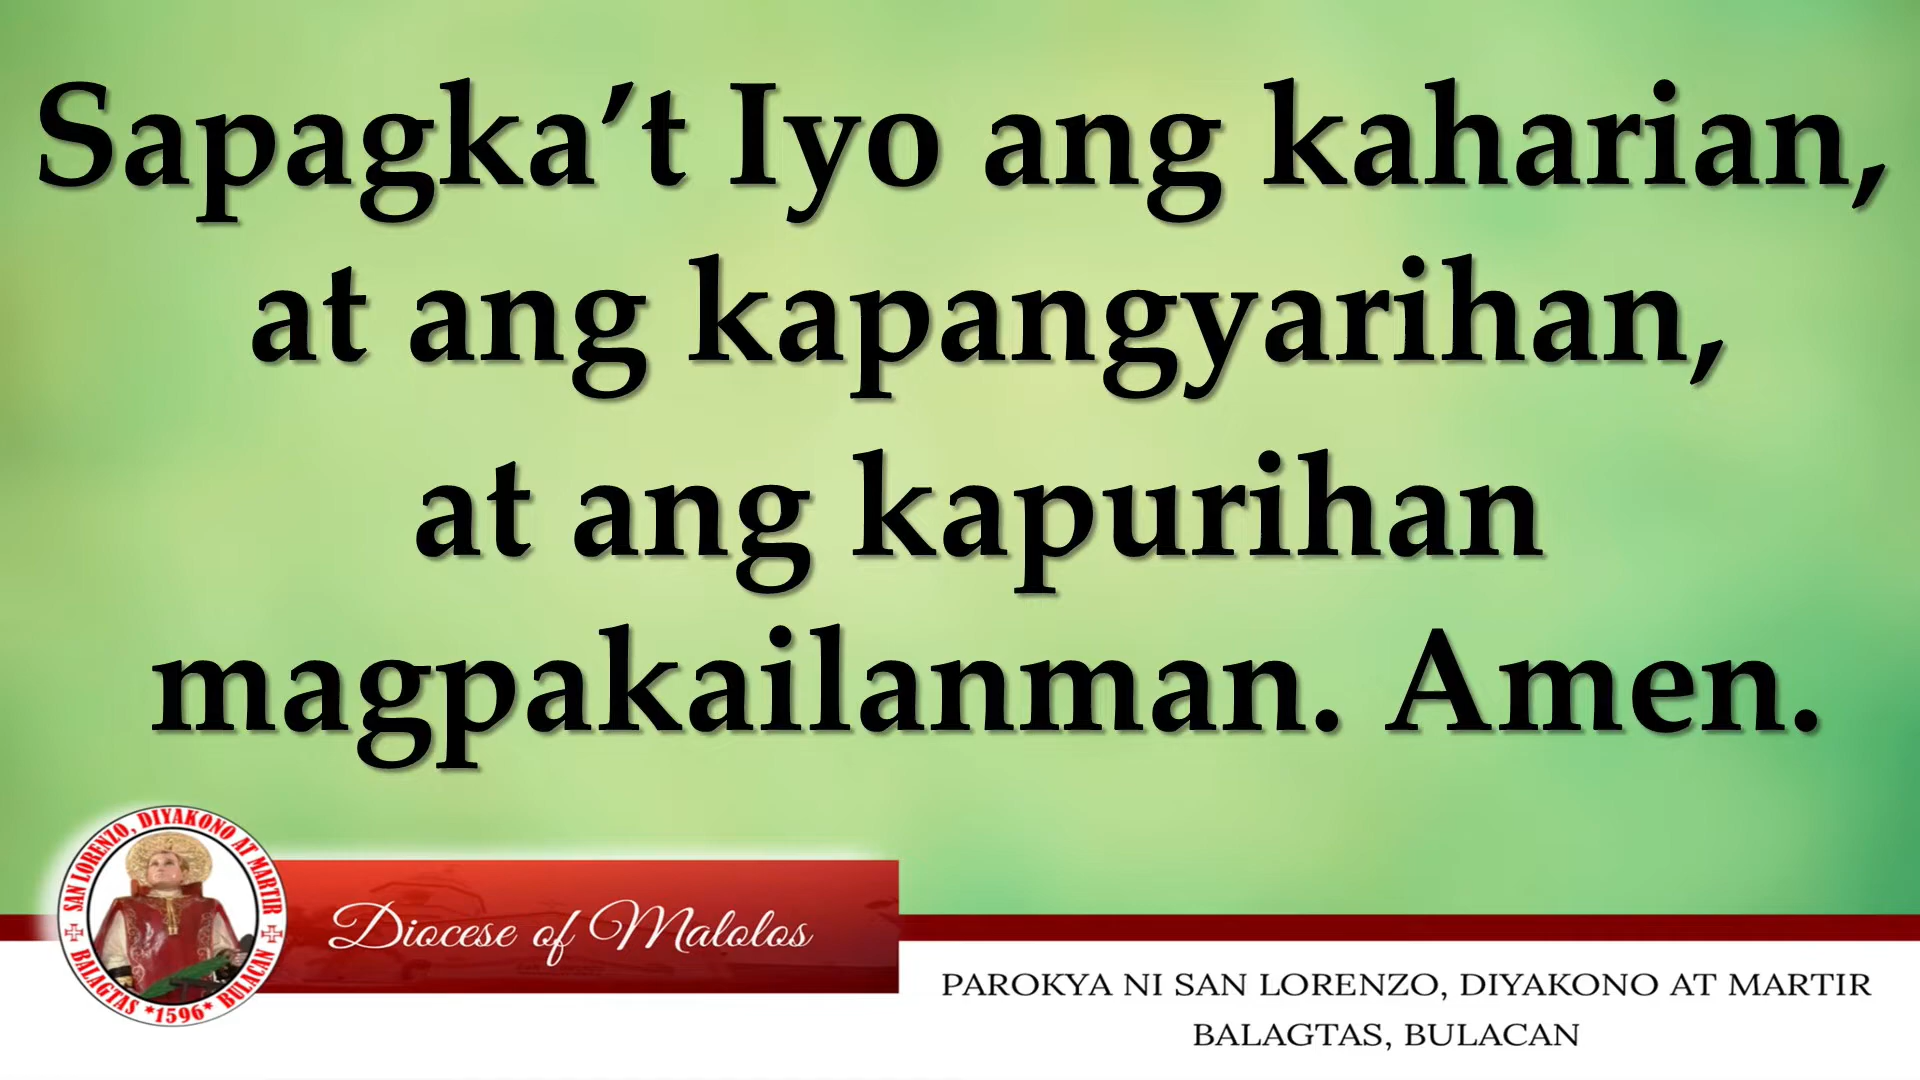 Sapagka’t Iyo ang kaharian,
at ang kapangyarihan,
at ang kapurihan
magpakailanman. Amen.
SAN LORENZO, DIYAKONO AT MARTIR
BALAGTAS *1596* BULACAN
Diocese of Malolos
PAROKYA NI SAN LORENZO, DIYAKONO AT MARTIR
BALAGTAS, BULACAN